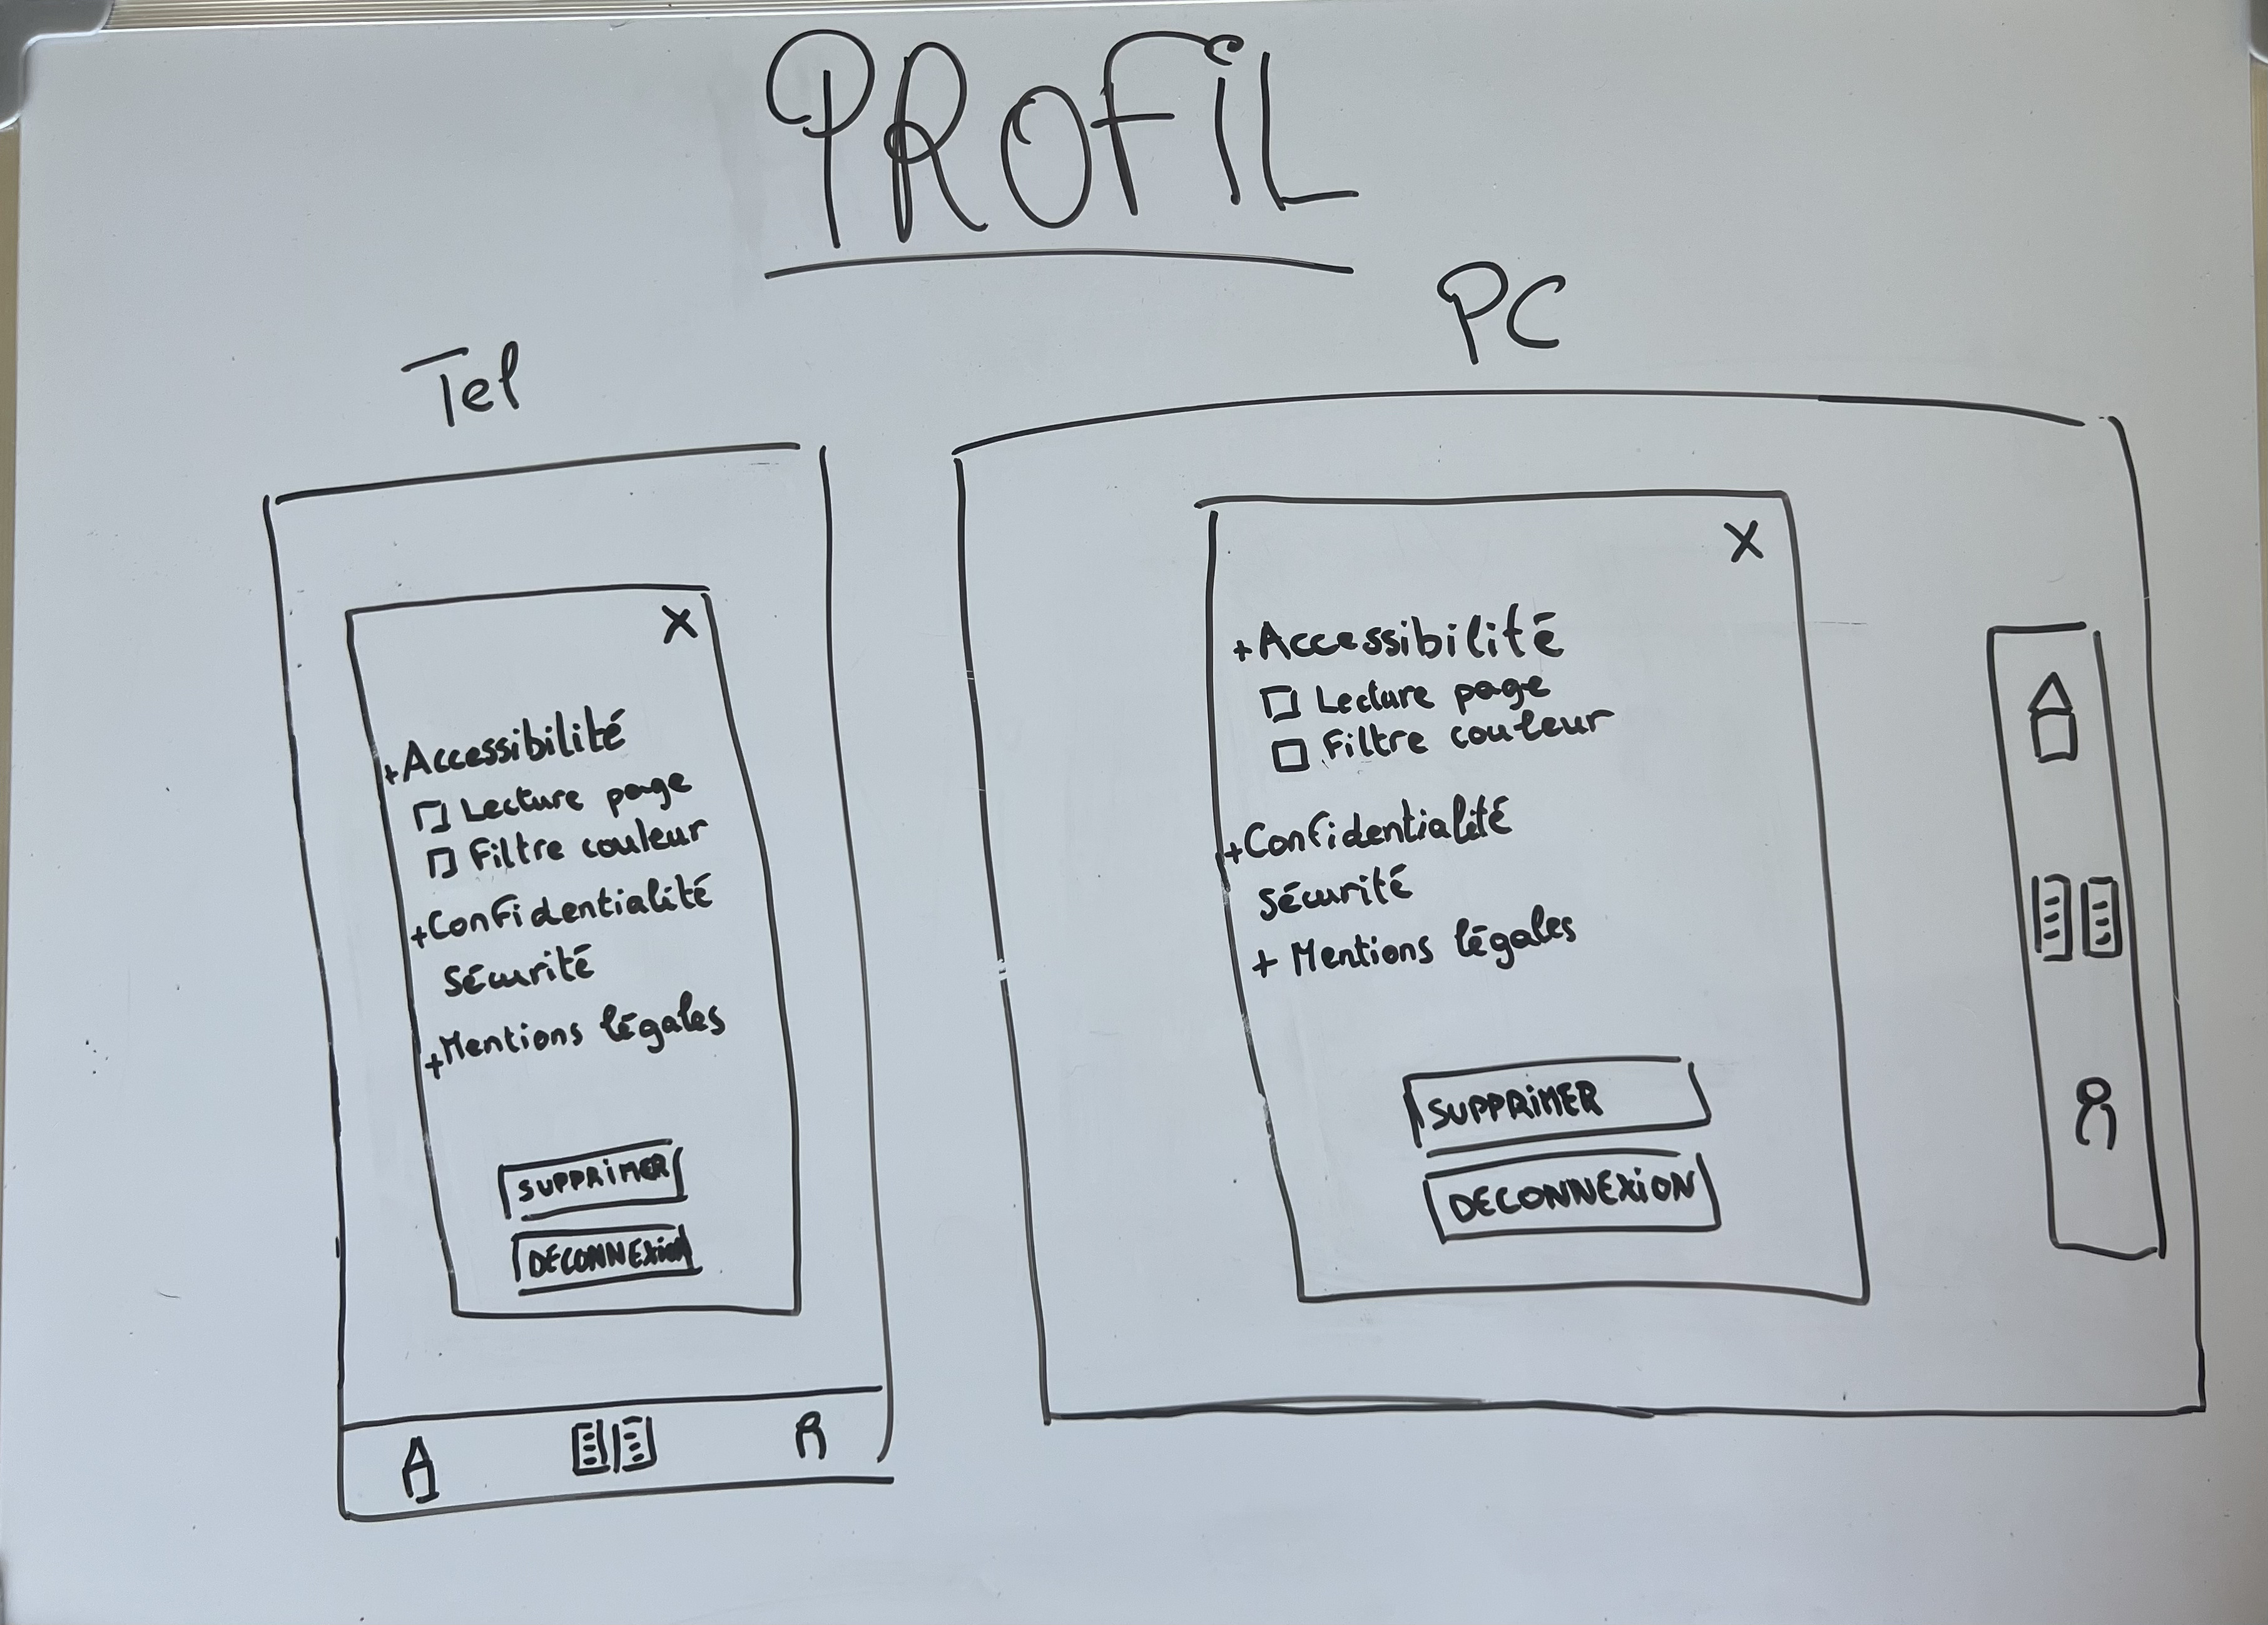 PROFiL
Tel
X
+Accessibilité
Lecture page
Filtre couleur
+Confidentialité
Sécurité
+Mentions légales
SUPPRiMER
DECONNEXiON
PC
X
+Accessibilité
Lecture page
Filtre couleur
+Confidentialité
Sécurité
+ Mentions légales
SUPPRiMER
DECONNEXiON